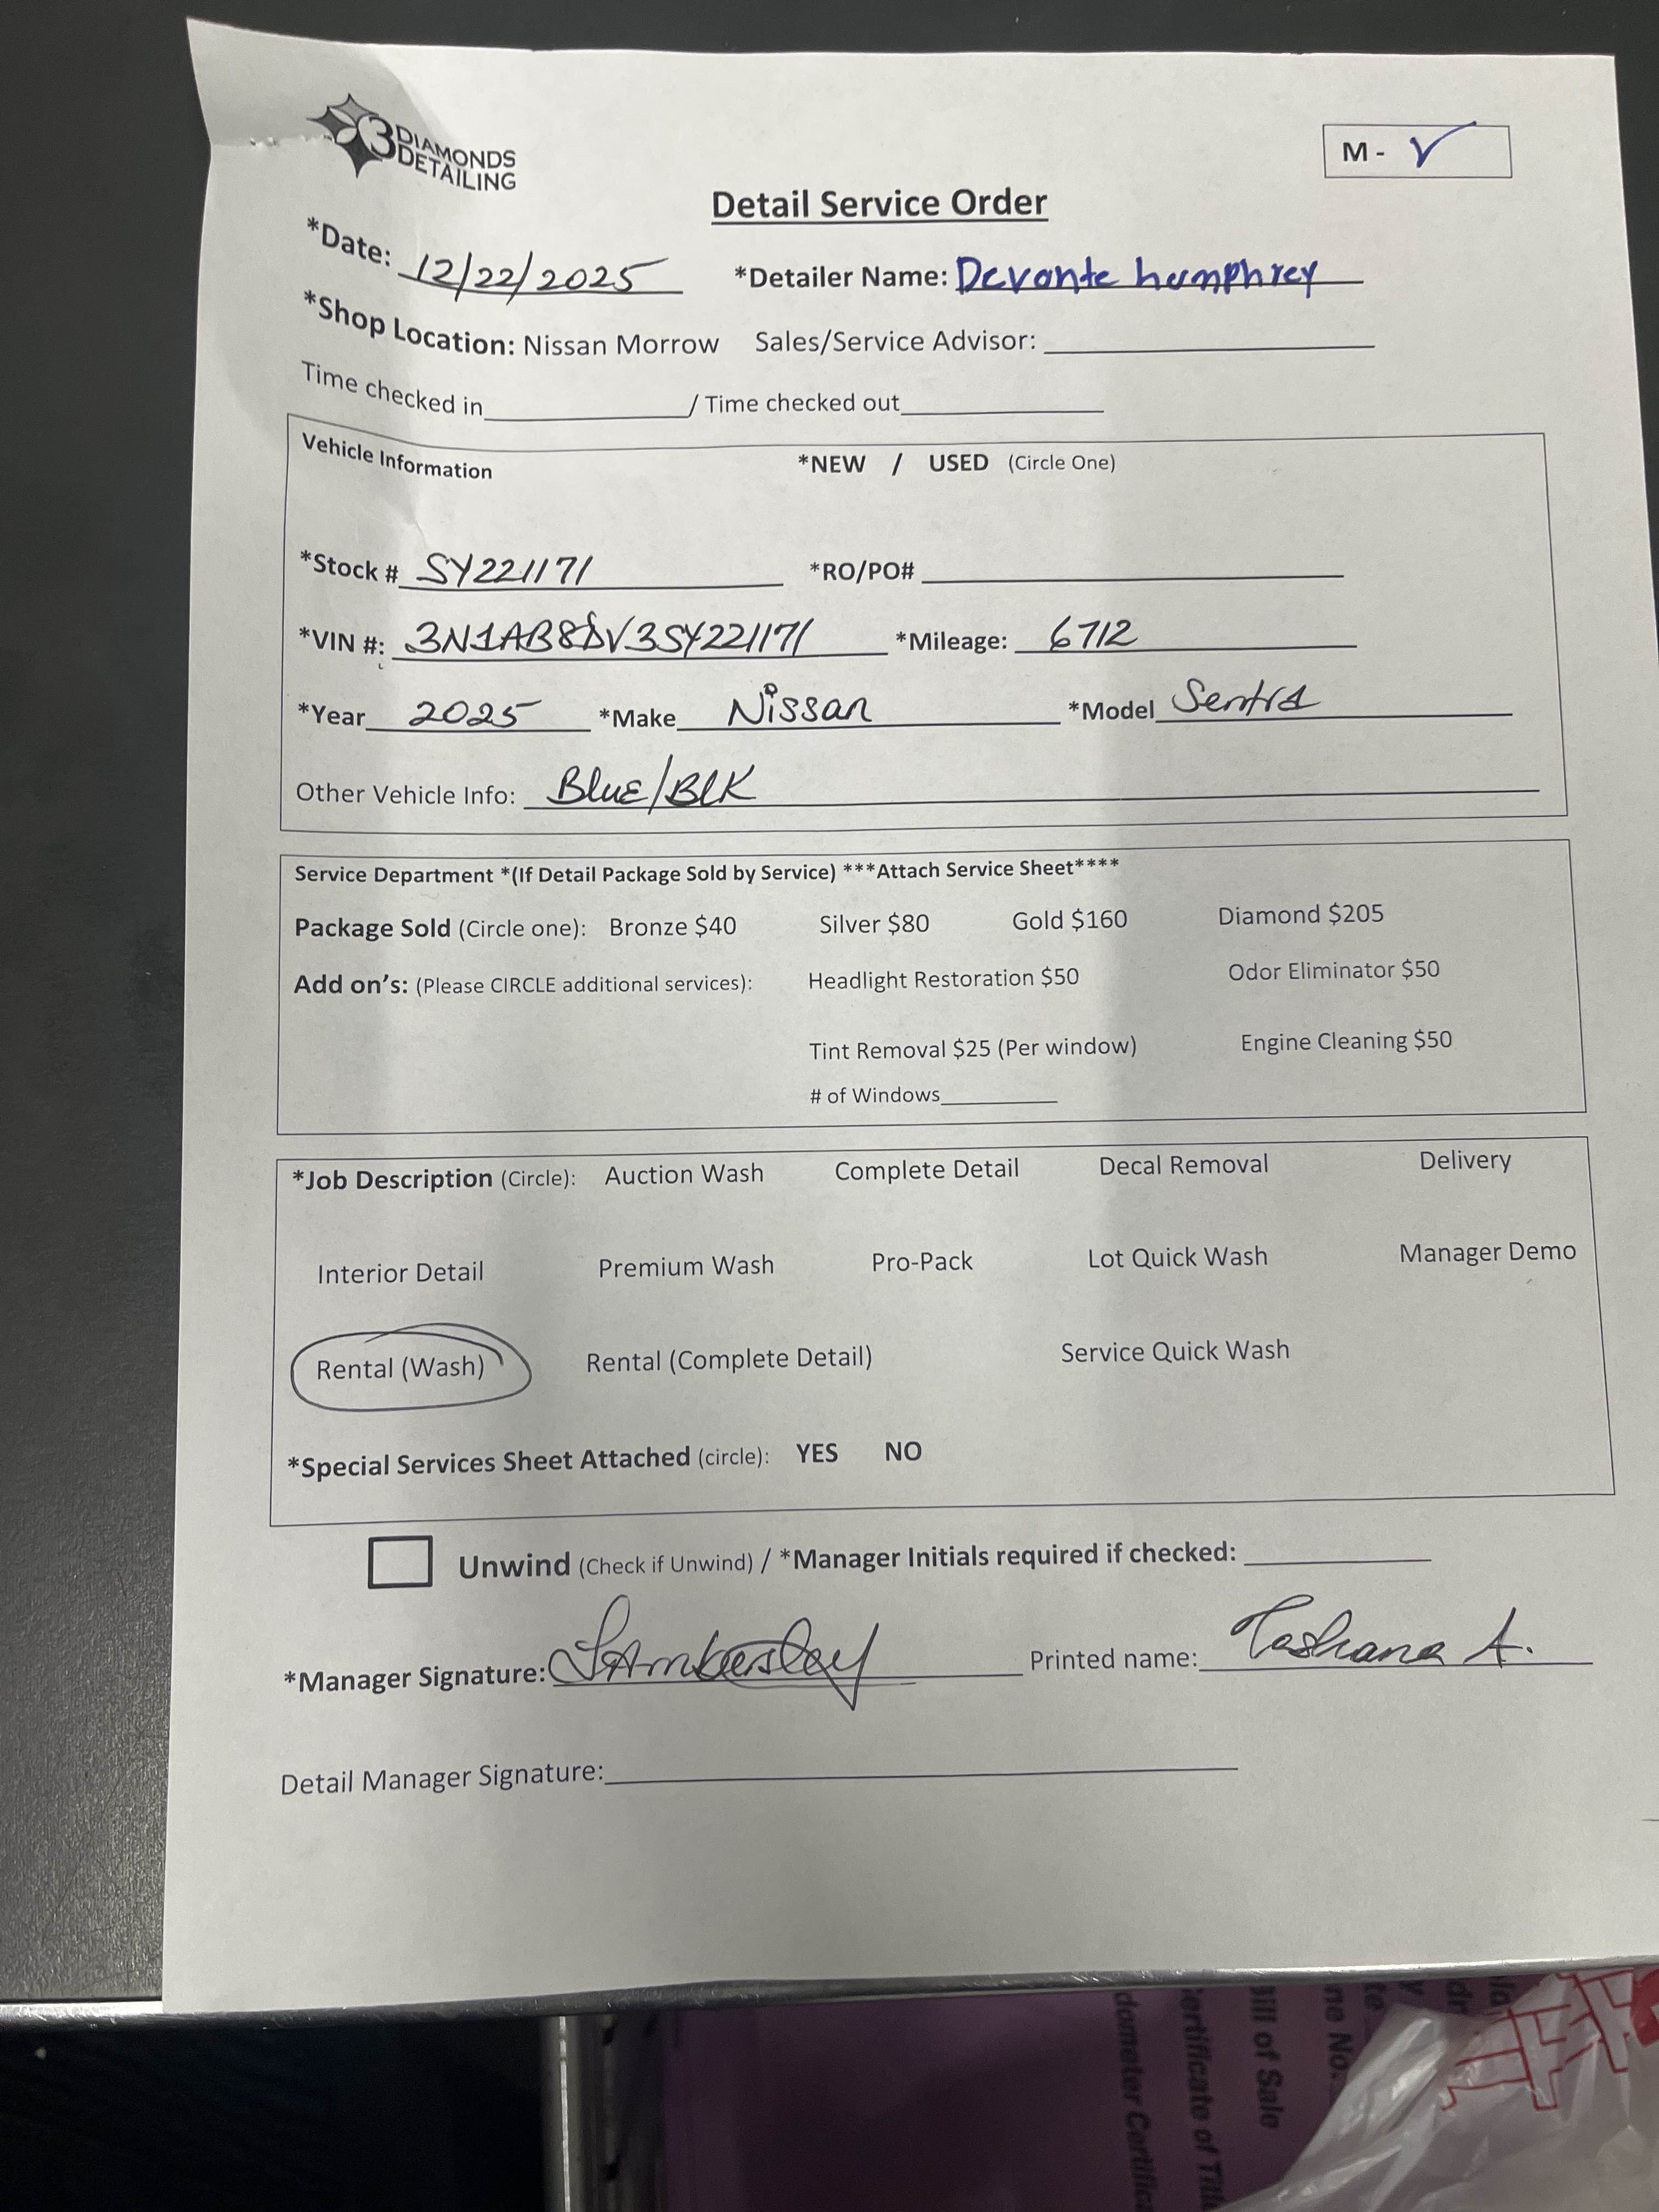 3 DIAMONDS DETAILING
M - ✓
Detail Service Order
*Date: 12/22/2025 *Detailer Name: Devonte humphrey
*Shop Location: Nissan Morrow Sales/Service Advisor:
Time checked in / Time checked out
Vehicle Information *NEW / USED (Circle One)
*Stock # SY221171 *RO/PO#
*VIN #: 3N1AB8DV3SY221171 *Mileage: 6712
*Year 2025 *Make Nissan *Model Sentra
Other Vehicle Info: Blue/BLK
Service Department *(If Detail Package Sold by Service) ***Attach Service Sheet****
Package Sold (Circle one): Bronze $40 Silver $80 Gold $160 Diamond $205
Add on's: (Please CIRCLE additional services): Headlight Restoration $50 Odor Eliminator $50
Tint Removal $25 (Per window) Engine Cleaning $50
# of Windows
*Job Description (Circle): Auction Wash Complete Detail Decal Removal Delivery
Interior Detail Premium Wash Pro-Pack Lot Quick Wash Manager Demo
Rental (Wash) Rental (Complete Detail) Service Quick Wash
*Special Services Sheet Attached (circle): YES NO
Unwind (Check if Unwind) / *Manager Initials required if checked:
*Manager Signature: Printed name: Tashana A.
Detail Manager Signature:
Bill of Sale